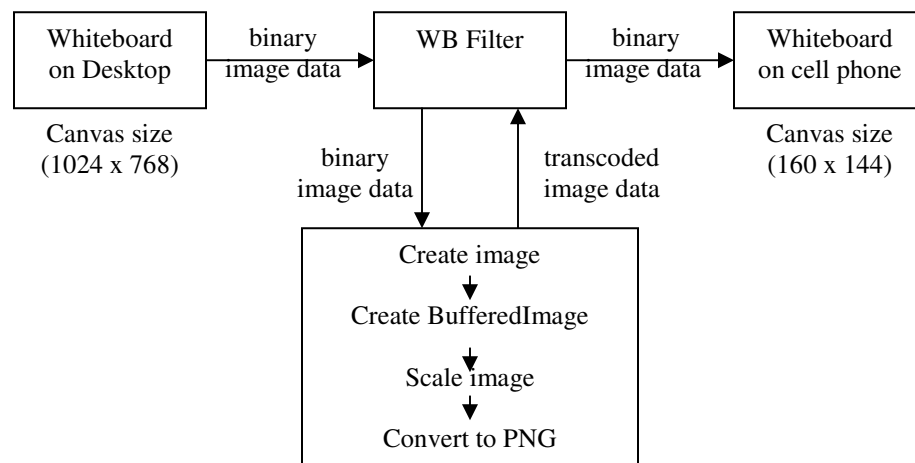 Whiteboard
on Desktop
binary
image data
WB Filter
binary
image data
Whiteboard
on cell phone
Canvas size
(1024 x 768)
binary
image data
transcoded
image data
Canvas size
(160 x 144)
Create image
Create BufferedImage
Scale image
Convert to PNG